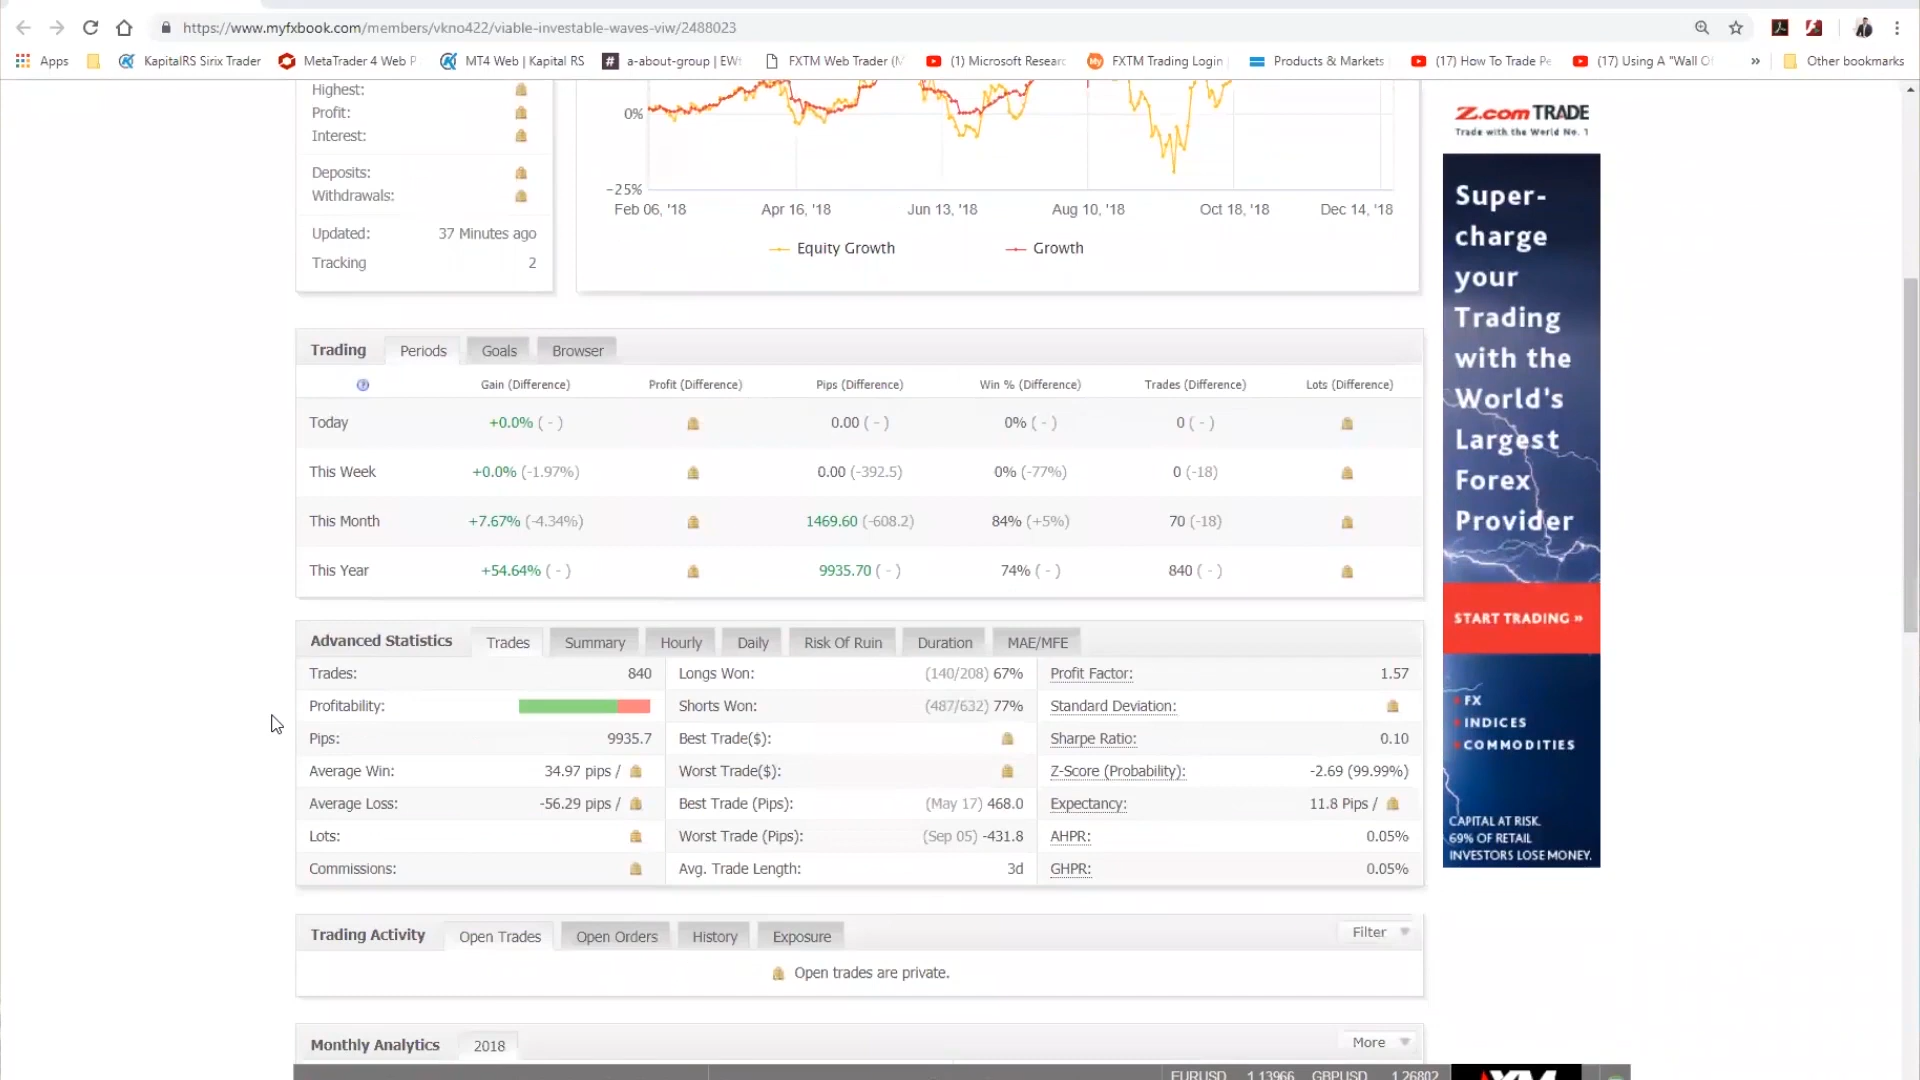 https://www.myfxbook.com/members/vkno422/viable-investable-waves-viw/2488023
Apps KapitalRS Sirix Trader MetaTrader 4 Web P MT4 Web | Kapital RS a-about-group | EW FXTM Web Trader (M (1) Microsoft Resear FXTM Trading Login Products & Markets (17) How To Trade Pe (17) Using A "Wall O » Other bookmarks
Highest:
Profit:
Interest:
Deposits:
Withdrawals:
Updated: 37 Minutes ago
Tracking 2
0%
-25%
Feb 06, '18 Apr 16, '18 Jun 13, '18 Aug 10, '18 Oct 18, '18 Dec 14, '18
Equity Growth Growth
Z.com TRADE
Trade with the World No. 1
Super-
charge
your
Trading
with the
World's
Largest
Forex
Provider
START TRADING »
FX
INDICES
COMMODITIES
CAPITAL AT RISK.
69% OF RETAIL
INVESTORS LOSE MONEY.
Trading Periods Goals Browser
Gain (Difference) Profit (Difference) Pips (Difference) Win % (Difference) Trades (Difference) Lots (Difference)
Today +0.0% ( - ) 0.00 ( - ) 0% ( - ) 0 ( - )
This Week +0.0% (-1.97%) 0.00 (-392.5) 0% (-77%) 0 (-18)
This Month +7.67% (-4.34%) 1469.60 (-608.2) 84% (+5%) 70 (-18)
This Year +54.64% ( - ) 9935.70 ( - ) 74% ( - ) 840 ( - )
Advanced Statistics Trades Summary Hourly Daily Risk Of Ruin Duration MAE/MFE
Trades: 840 Longs Won: (140/208) 67% Profit Factor: 1.57
Profitability: Shorts Won: (487/632) 77% Standard Deviation:
Pips: 9935.7 Best Trade($): Sharpe Ratio: 0.10
Average Win: 34.97 pips / Worst Trade($): Z-Score (Probability): -2.69 (99.99%)
Average Loss: -56.29 pips / Best Trade (Pips): (May 17) 468.0 Expectancy: 11.8 Pips /
Lots: Worst Trade (Pips): (Sep 05) -431.8 AHPR: 0.05%
Commissions: Avg. Trade Length: 3d GHPR: 0.05%
Trading Activity Open Trades Open Orders History Exposure Filter
Open trades are private.
Monthly Analytics 2018 More
EURUSD 1.13966 GBPUSD 1.26802 XM